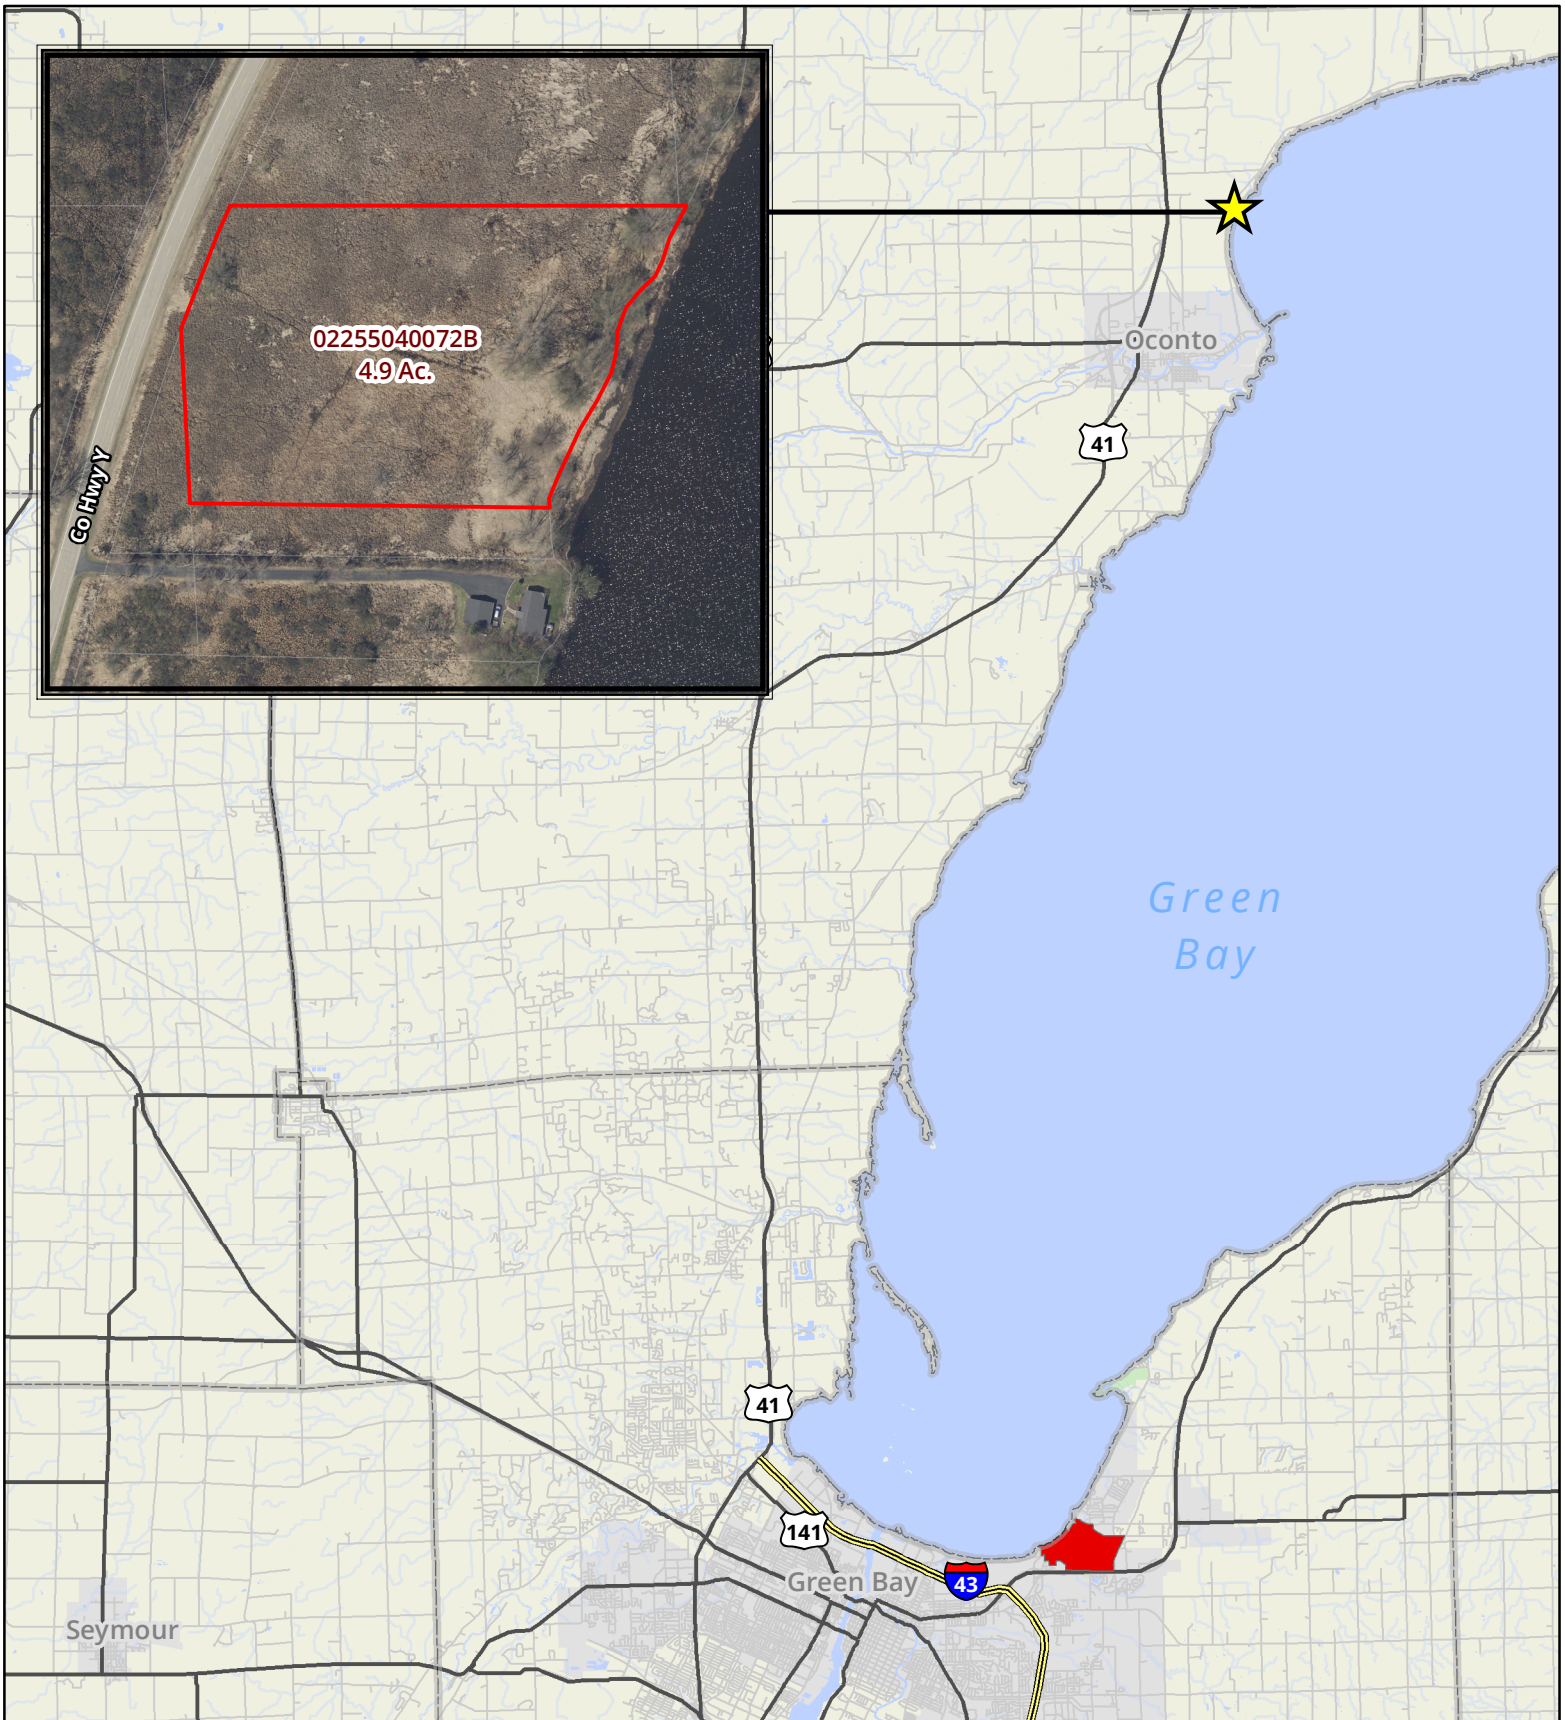 02255040072B
4.9 Ac.
Co Hwy Y
Oconto
41
Green
Bay
41
141
Green Bay
43
Seymour